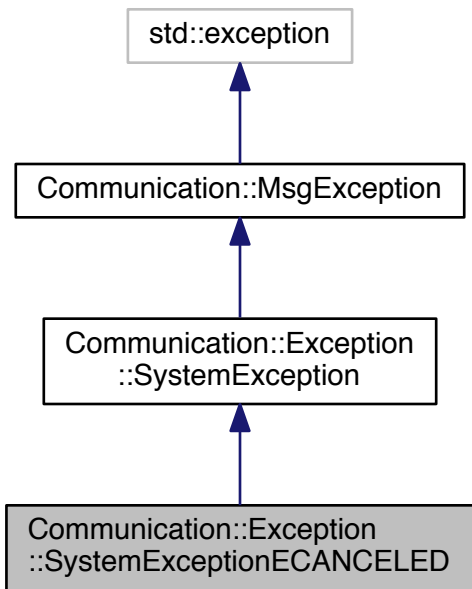 std::exception
Communication::MsgException
Communication::Exception
::SystemException
Communication::Exception
::SystemExceptionECANCELED